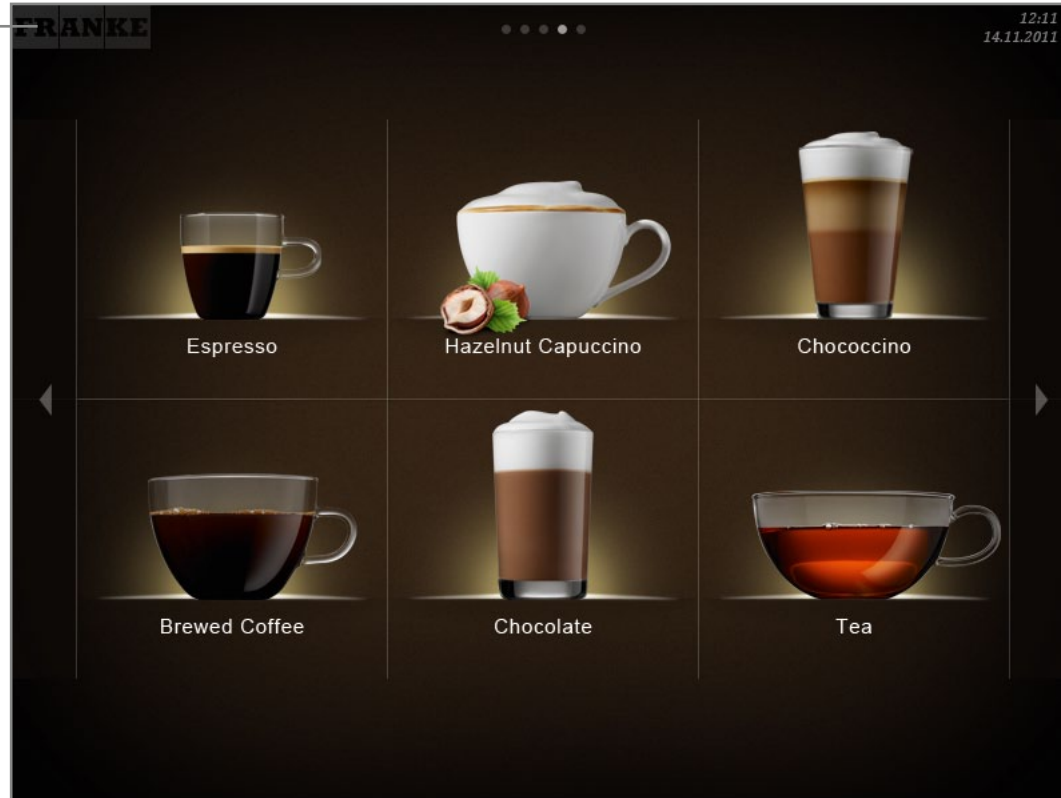 FRANKE
12:11
14.11.2011
Espresso
Hazelnut Capuccino
Chococcino
Brewed Coffee
Chocolate
Tea